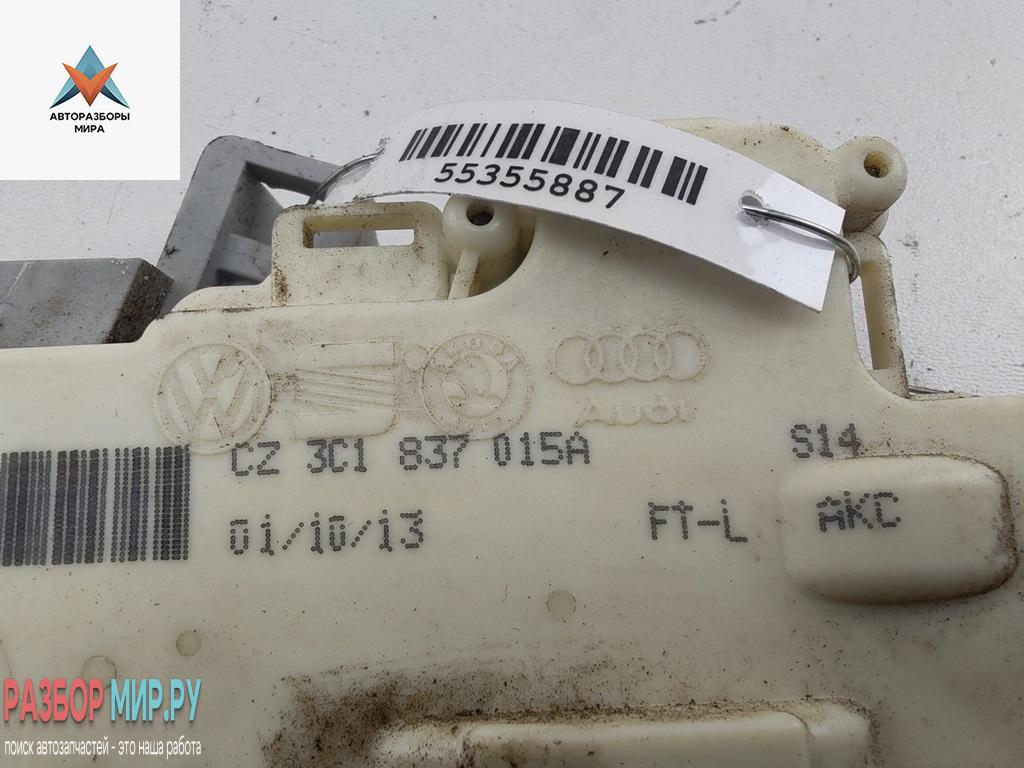 АВТОРАЗБОРЫ
МИРА
55355887
ŠKODA
Audi
CZ 3C1 837 015A
S14
01/10/13
Ft-L
AKC
РАЗБОР МИР.РУ
поиск автозапчастей - это наша работа